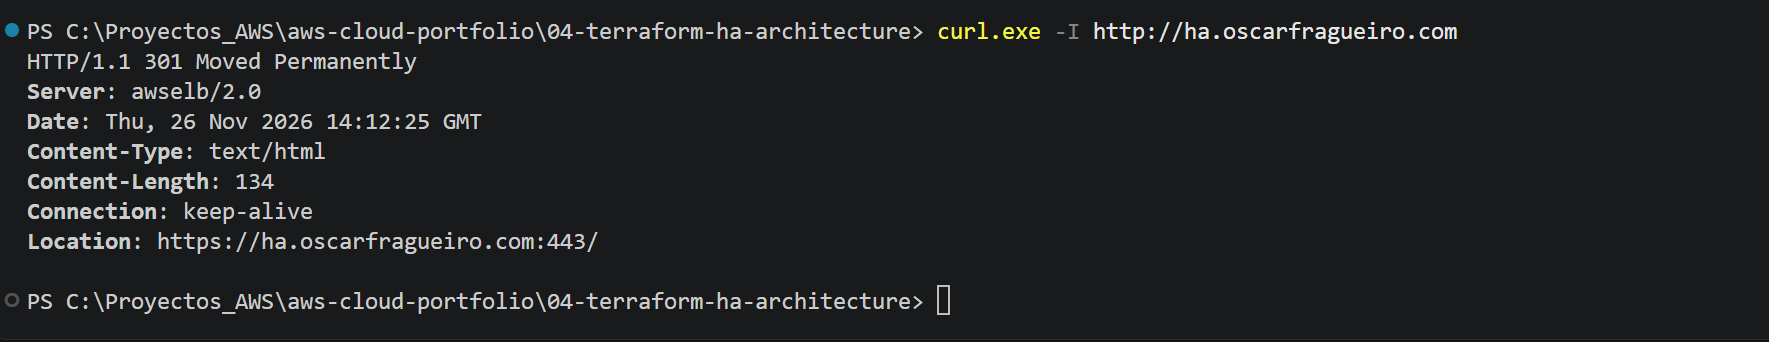 PS C:\Proyectos_AWS\aws-cloud-portfolio\04-terraform-ha-architecture> curl.exe -I http://ha.oscarfragueiro.com
HTTP/1.1 301 Moved Permanently
Server: awselb/2.0
Date: Thu, 26 Nov 2026 14:12:25 GMT
Content-Type: text/html
Content-Length: 134
Connection: keep-alive
Location: https://ha.oscarfragueiro.com:443/
PS C:\Proyectos_AWS\aws-cloud-portfolio\04-terraform-ha-architecture>